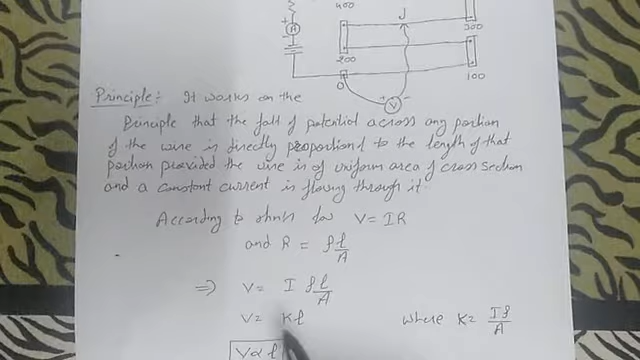 400
J
+
A
300
200
0
100
+ V -
Principle:- It works on the
Principle that the fall of potential across any portion
of the wire is directly proportional to the length of that
portion provided the wire is of uniform area of cross section
and a constant current is flowing through it.
According to ohms law V = IR
and R = ρl/A
⇒ V = I ρl/A
V = Kl where K = Iρ/A
V ∝ l